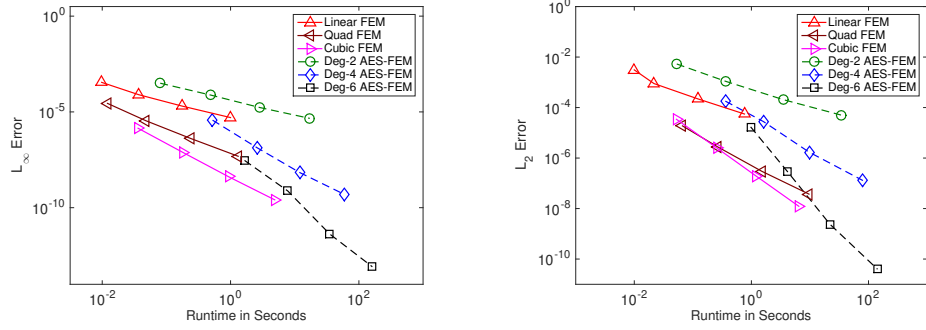 10^0
10^-5
10^-10
L∞ Error
10^-2
10^0
10^2
Runtime in Seconds
Linear FEM
Quad FEM
Cubic FEM
Deg-2 AES-FEM
Deg-4 AES-FEM
Deg-6 AES-FEM
10^0
10^-2
10^-4
10^-6
10^-8
10^-10
L2 Error
10^-2
10^0
10^2
Runtime in Seconds
Linear FEM
Quad FEM
Cubic FEM
Deg-2 AES-FEM
Deg-4 AES-FEM
Deg-6 AES-FEM